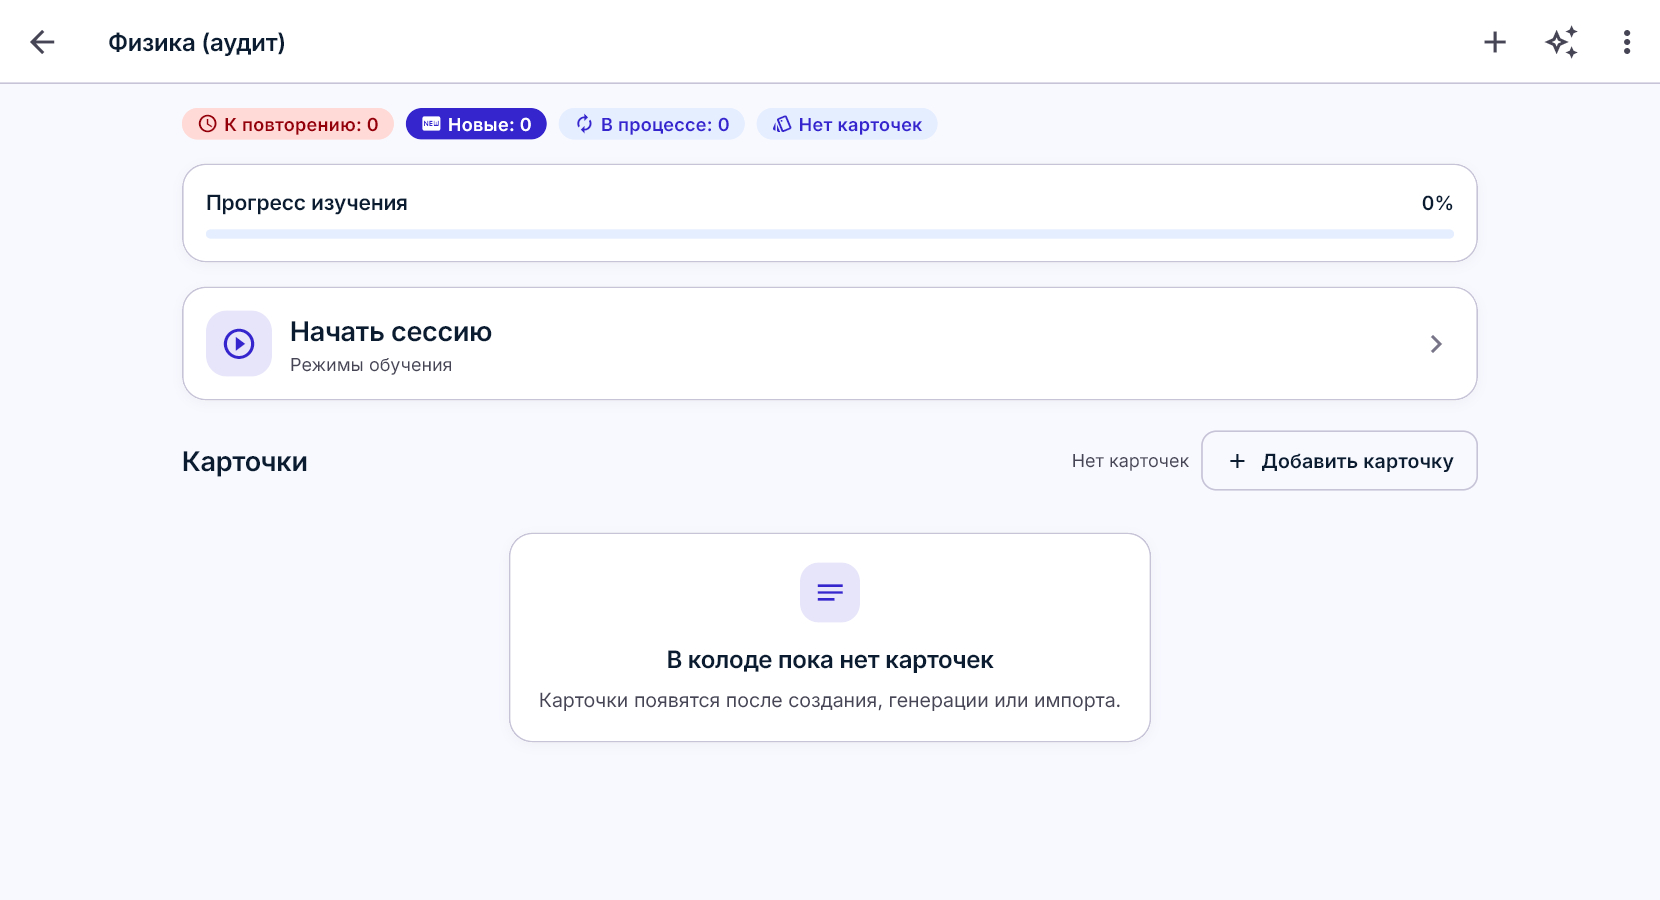 Физика (аудит)
К повторению: 0
NEW Новые: 0
В процессе: 0
Нет карточек
Прогресс изучения
0%
Начать сессию
Режимы обучения
Карточки
Нет карточек
Добавить карточку
В колоде пока нет карточек
Карточки появятся после создания, генерации или импорта.